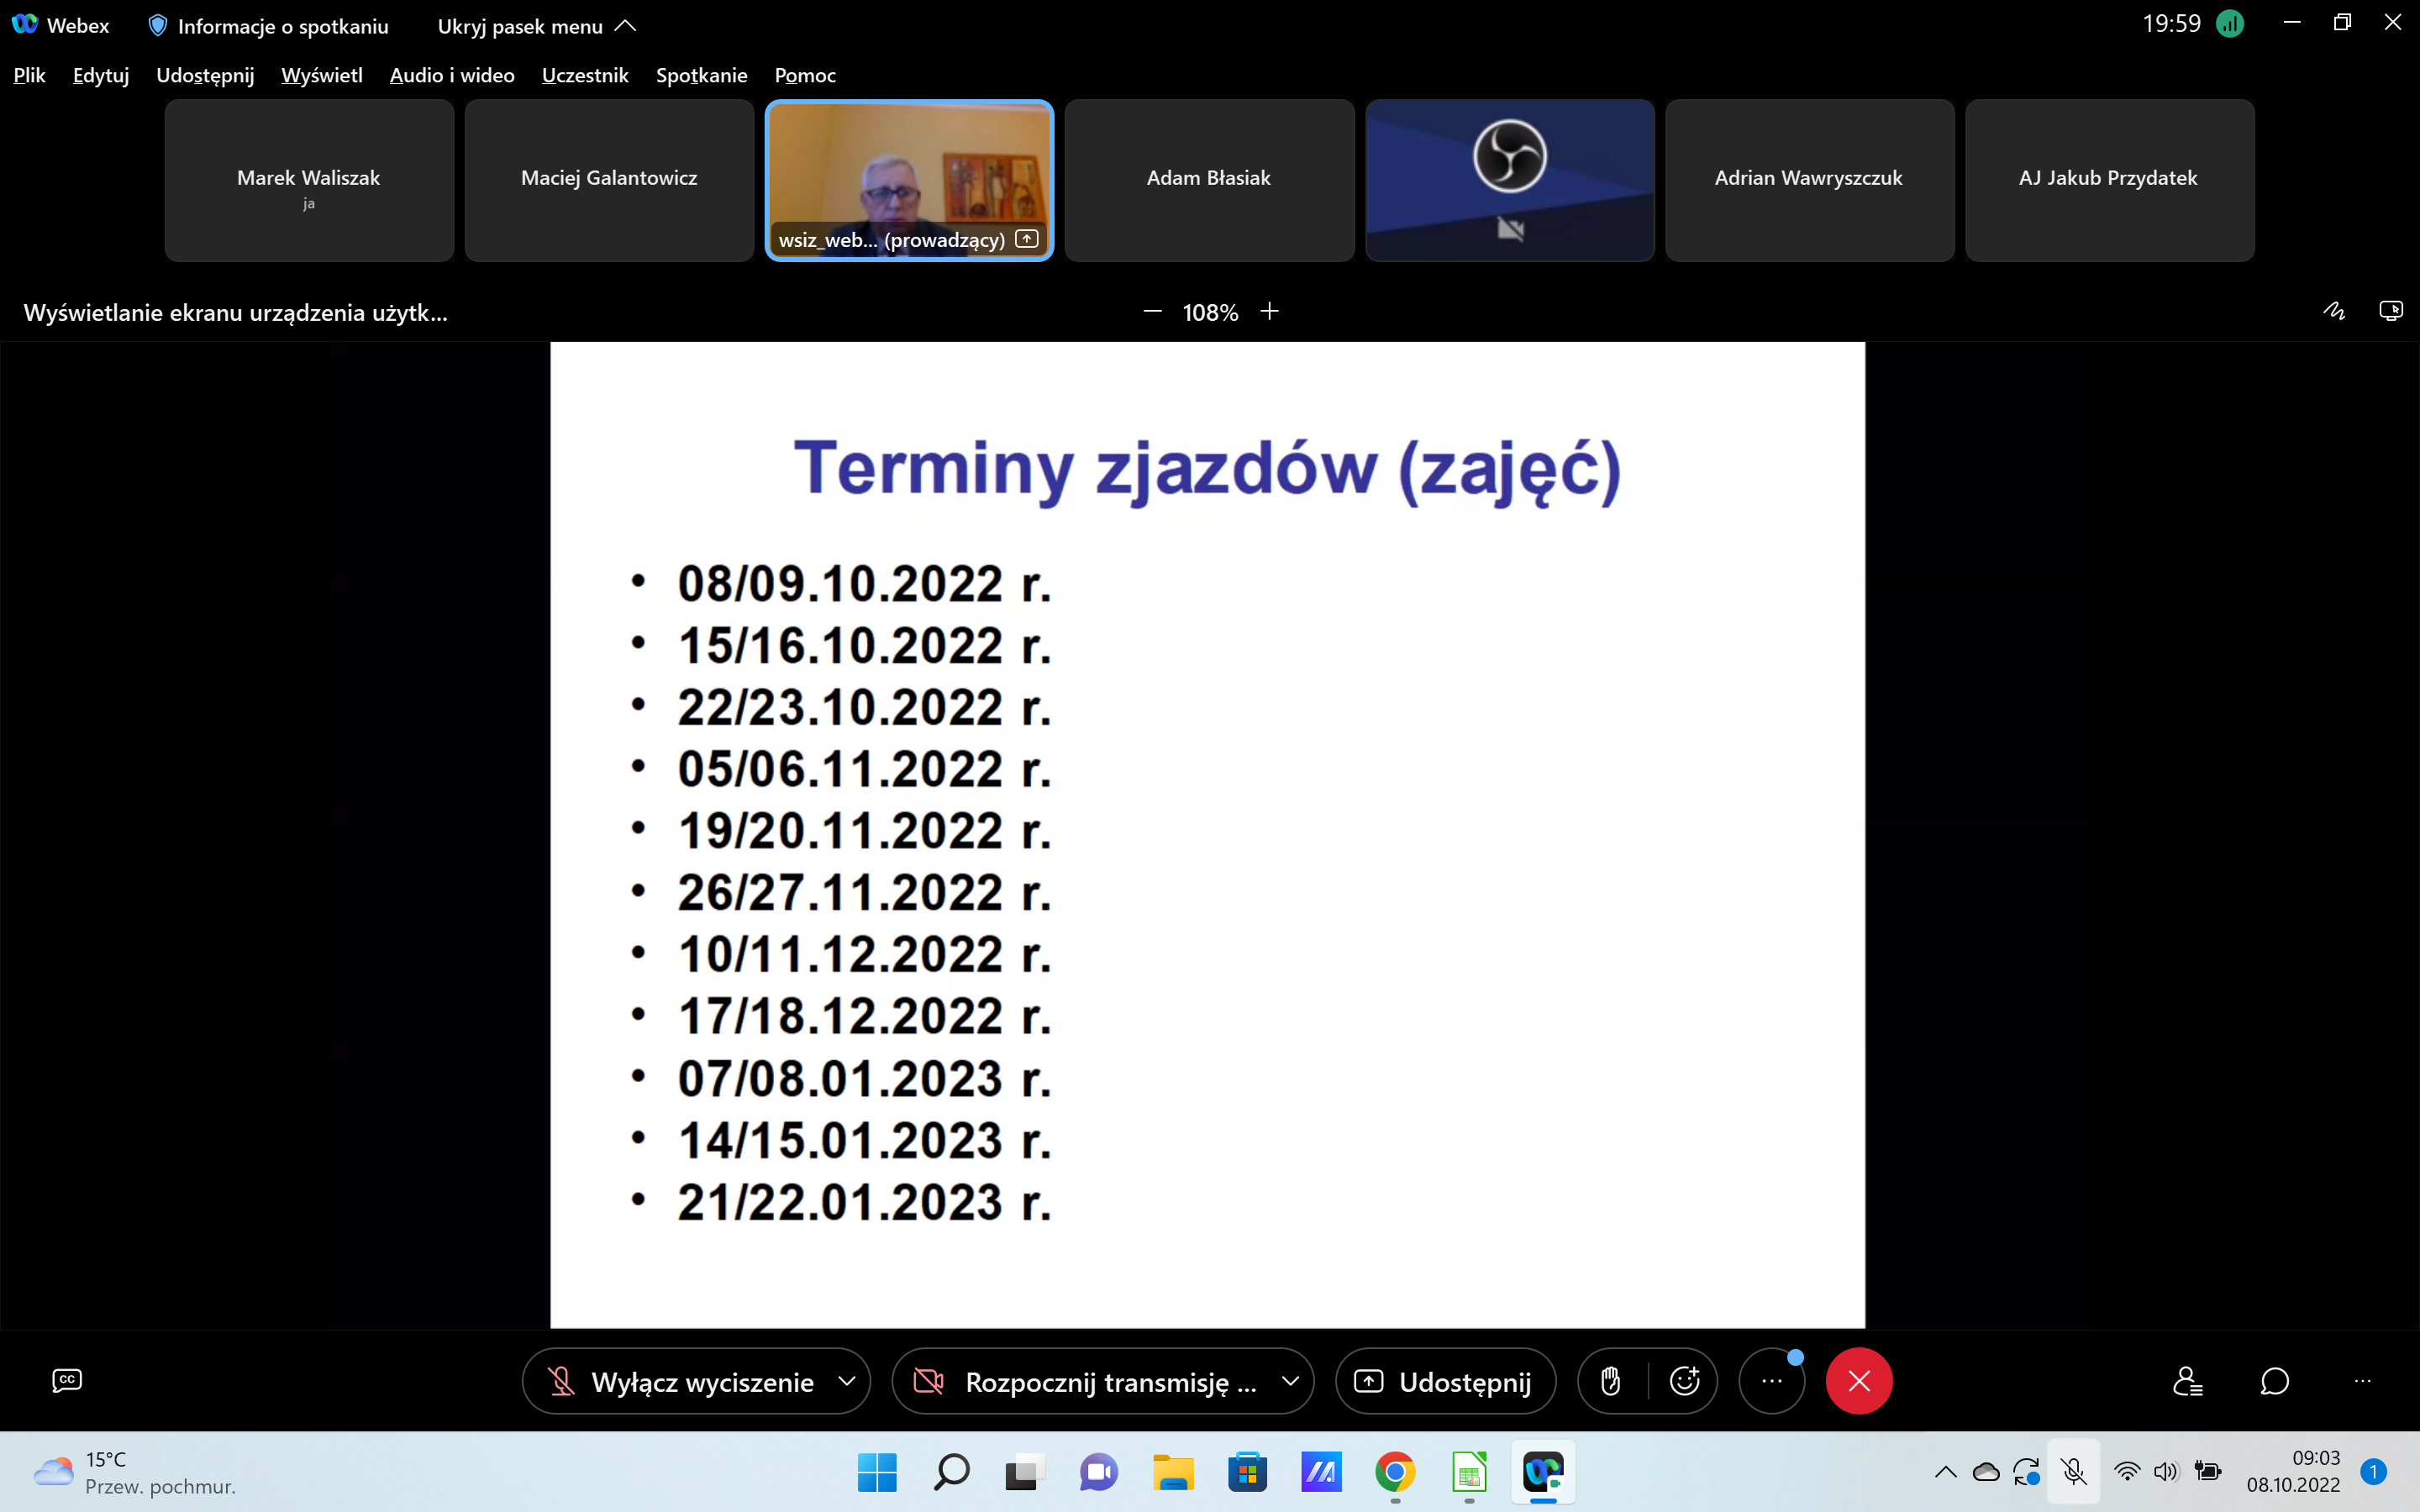 Webex
Informacje o spotkaniu
Ukryj pasek menu
19:59
Plik Edytuj Udostępnij Wyświetl Audio i wideo Uczestnik Spotkanie Pomoc
Marek Waliszak
ja
Maciej Galantowicz
wsiz_web... (prowadzący)
Adam Błasiak
Adrian Wawryszczuk
AJ Jakub Przydatek
Wyświetlanie ekranu urządzenia użytk...
108%
Terminy zjazdów (zajęć)
• 08/09.10.2022 r.
• 15/16.10.2022 r.
• 22/23.10.2022 r.
• 05/06.11.2022 r.
• 19/20.11.2022 r.
• 26/27.11.2022 r.
• 10/11.12.2022 r.
• 17/18.12.2022 r.
• 07/08.01.2023 r.
• 14/15.01.2023 r.
• 21/22.01.2023 r.
CC
Wyłącz wyciszenie
Rozpocznij transmisję ...
Udostępnij
15°C
Przew. pochmur.
09:03
08.10.2022
1